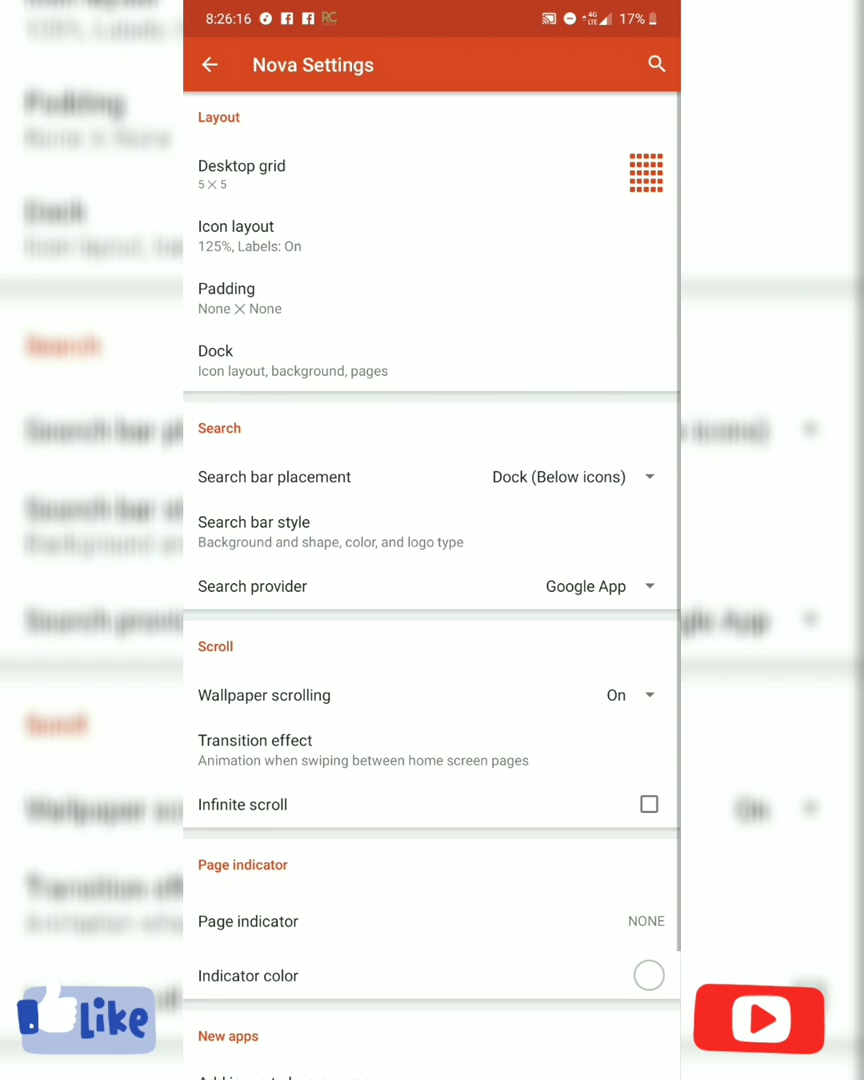 8:26:16 RC 4G LTE 17%
Nova Settings
Layout
Desktop grid
5 X 5
Icon layout
125%, Labels: On
Padding
None X None
Dock
Icon layout, background, pages
Search
Search bar placement Dock (Below icons)
Search bar style
Background and shape, color, and logo type
Search provider Google App
Scroll
Wallpaper scrolling On
Transition effect
Animation when swiping between home screen pages
Infinite scroll
Page indicator
Page indicator NONE
Indicator color
Like
New apps